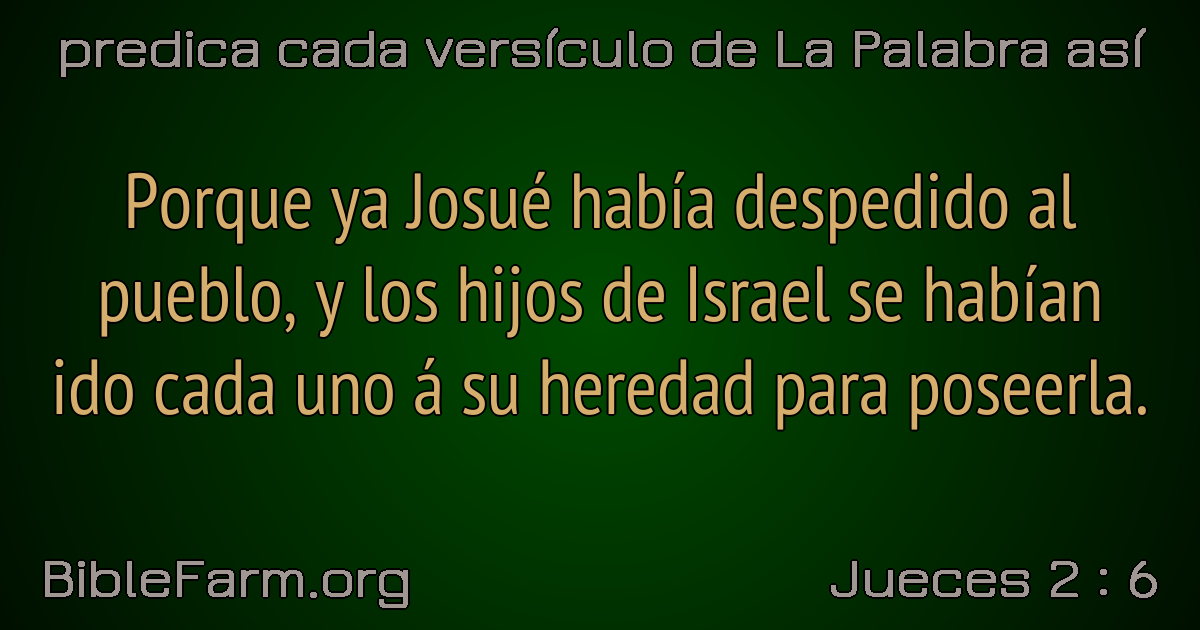 predica cada versículo de La Palabra así
Porque ya Josué había despedido al
pueblo, y los hijos de Israel se habían
ido cada uno á su heredad para poseerla.
BibleFarm.org
Jueces 2 : 6